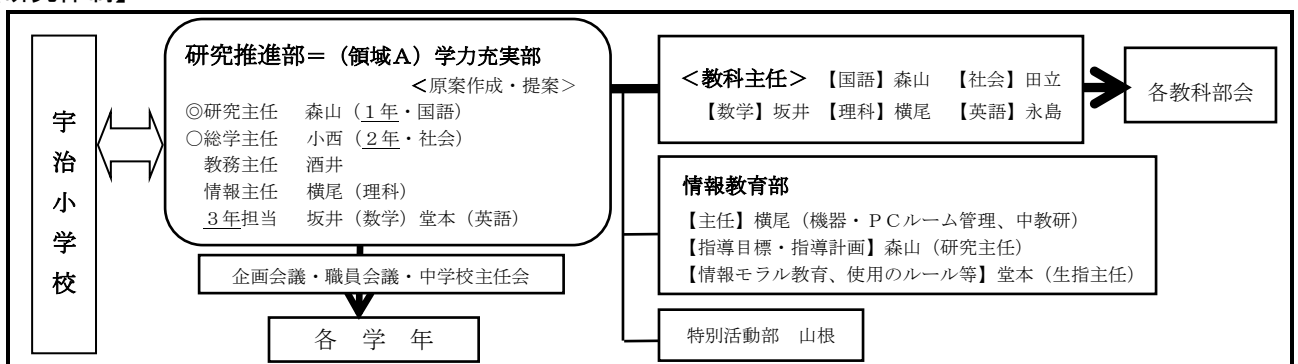 宇治小学校
研究推進部＝（領域Ａ）学力充実部
＜原案作成・提案＞
◎研究主任　森山（１年・国語）
○総学主任　小西（２年・社会）
教務主任　酒井
情報主任　横尾（理科）
３年担当　坂井（数学）堂本（英語）
企画会議・職員会議・中学校主任会
各　学　年
＜教科主任＞　【国語】森山　【社会】田立
【数学】坂井　【理科】横尾　【英語】永島
各教科部会
情報教育部
【主任】横尾（機器・ＰＣルーム管理、中教研）
【指導目標・指導計画】森山（研究主任）
【情報モラル教育、使用のルール等】堂本（生指主任）
特別活動部　山根